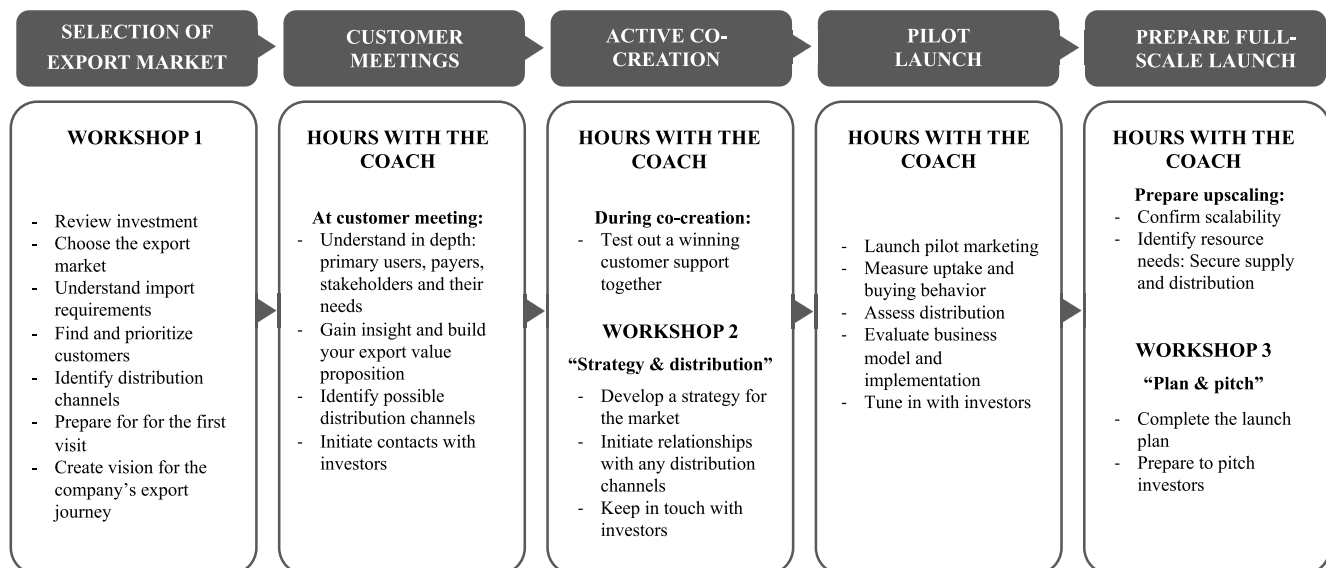 SELECTION OF
EXPORT MARKET
CUSTOMER
MEETINGS
ACTIVE CO-
CREATION
PILOT
LAUNCH
PREPARE FULL-
SCALE LAUNCH
WORKSHOP 1
- Review investment
- Choose the export
market
- Understand import
requirements
- Find and prioritize
customers
- Identify distribution
channels
- Prepare for for the first
visit
- Create vision for the
company’s export
journey
HOURS WITH THE
COACH
At customer meeting:
- Understand in depth:
primary users, payers,
stakeholders and their
needs
- Gain insight and build
your export value
proposition
- Identify possible
distribution channels
- Initiate contacts with
investors
HOURS WITH THE
COACH
During co-creation:
- Test out a winning
customer support
together
WORKSHOP 2
“Strategy & distribution”
- Develop a strategy for
the market
- Initiate relationships
with any distribution
channels
- Keep in touch with
investors
HOURS WITH THE
COACH
- Launch pilot marketing
- Measure uptake and
buying behavior
- Assess distribution
- Evaluate business
model and
implementation
- Tune in with investors
HOURS WITH THE
COACH
Prepare upscaling:
- Confirm scalability
- Identify resource
needs: Secure supply
and distribution
WORKSHOP 3
“Plan & pitch”
- Complete the launch
plan
- Prepare to pitch
investors